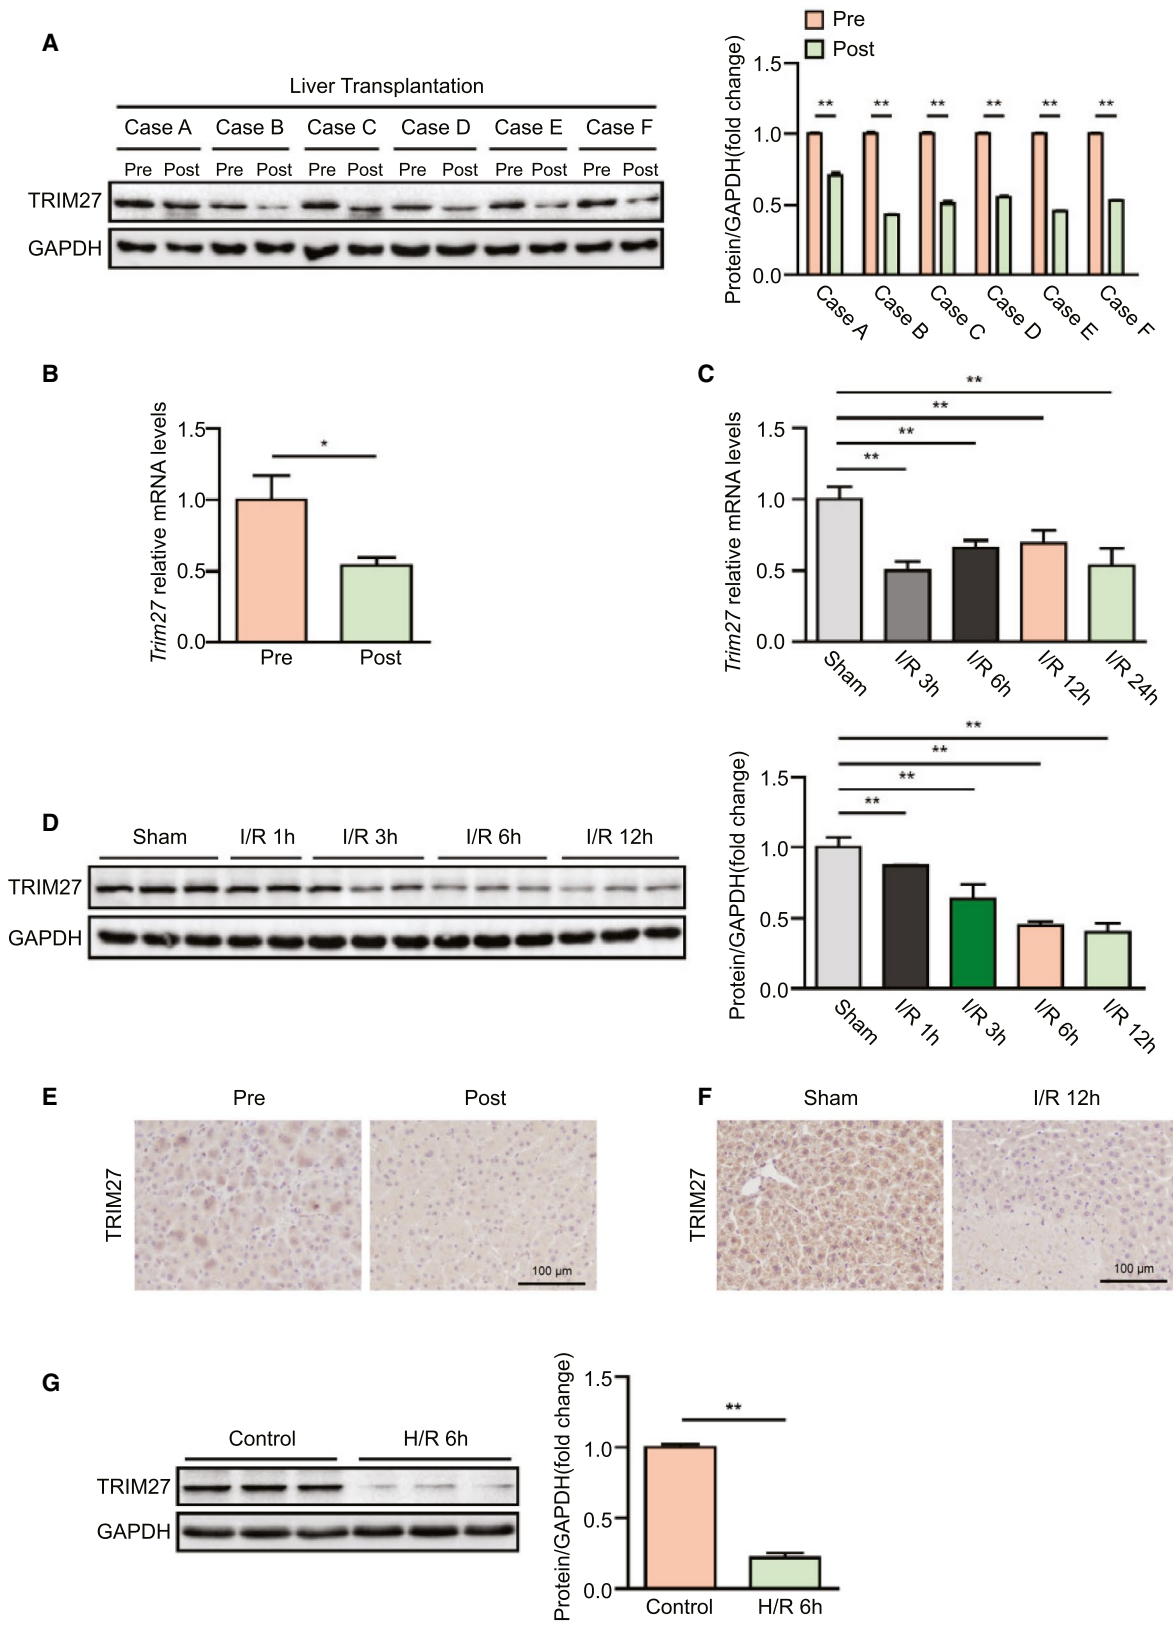 A
Liver Transplantation
Case A Case B Case C Case D Case E Case F
Pre Post Pre Post Pre Post Pre Post Pre Post Pre Post
TRIM27
GAPDH
Pre
Post
Protein/GAPDH(fold change)
1.5
1.0
0.5
0.0
** ** ** ** ** **
Case A Case B Case C Case D Case E Case F
B
Trim27 relative mRNA levels
1.5
1.0
0.5
0.0
*
Pre Post
C
Trim27 relative mRNA levels
1.5
1.0
0.5
0.0
**
**
**
**
Sham I/R 3h I/R 6h I/R 12h I/R 24h
D
Sham I/R 1h I/R 3h I/R 6h I/R 12h
TRIM27
GAPDH
Protein/GAPDH(fold change)
1.5
1.0
0.5
0.0
**
**
**
**
Sham I/R 1h I/R 3h I/R 6h I/R 12h
E
Pre Post
TRIM27
100 μm
F
Sham I/R 12h
TRIM27
100 μm
G
Control H/R 6h
TRIM27
GAPDH
Protein/GAPDH(fold change)
1.5
1.0
0.5
0.0
**
Control H/R 6h